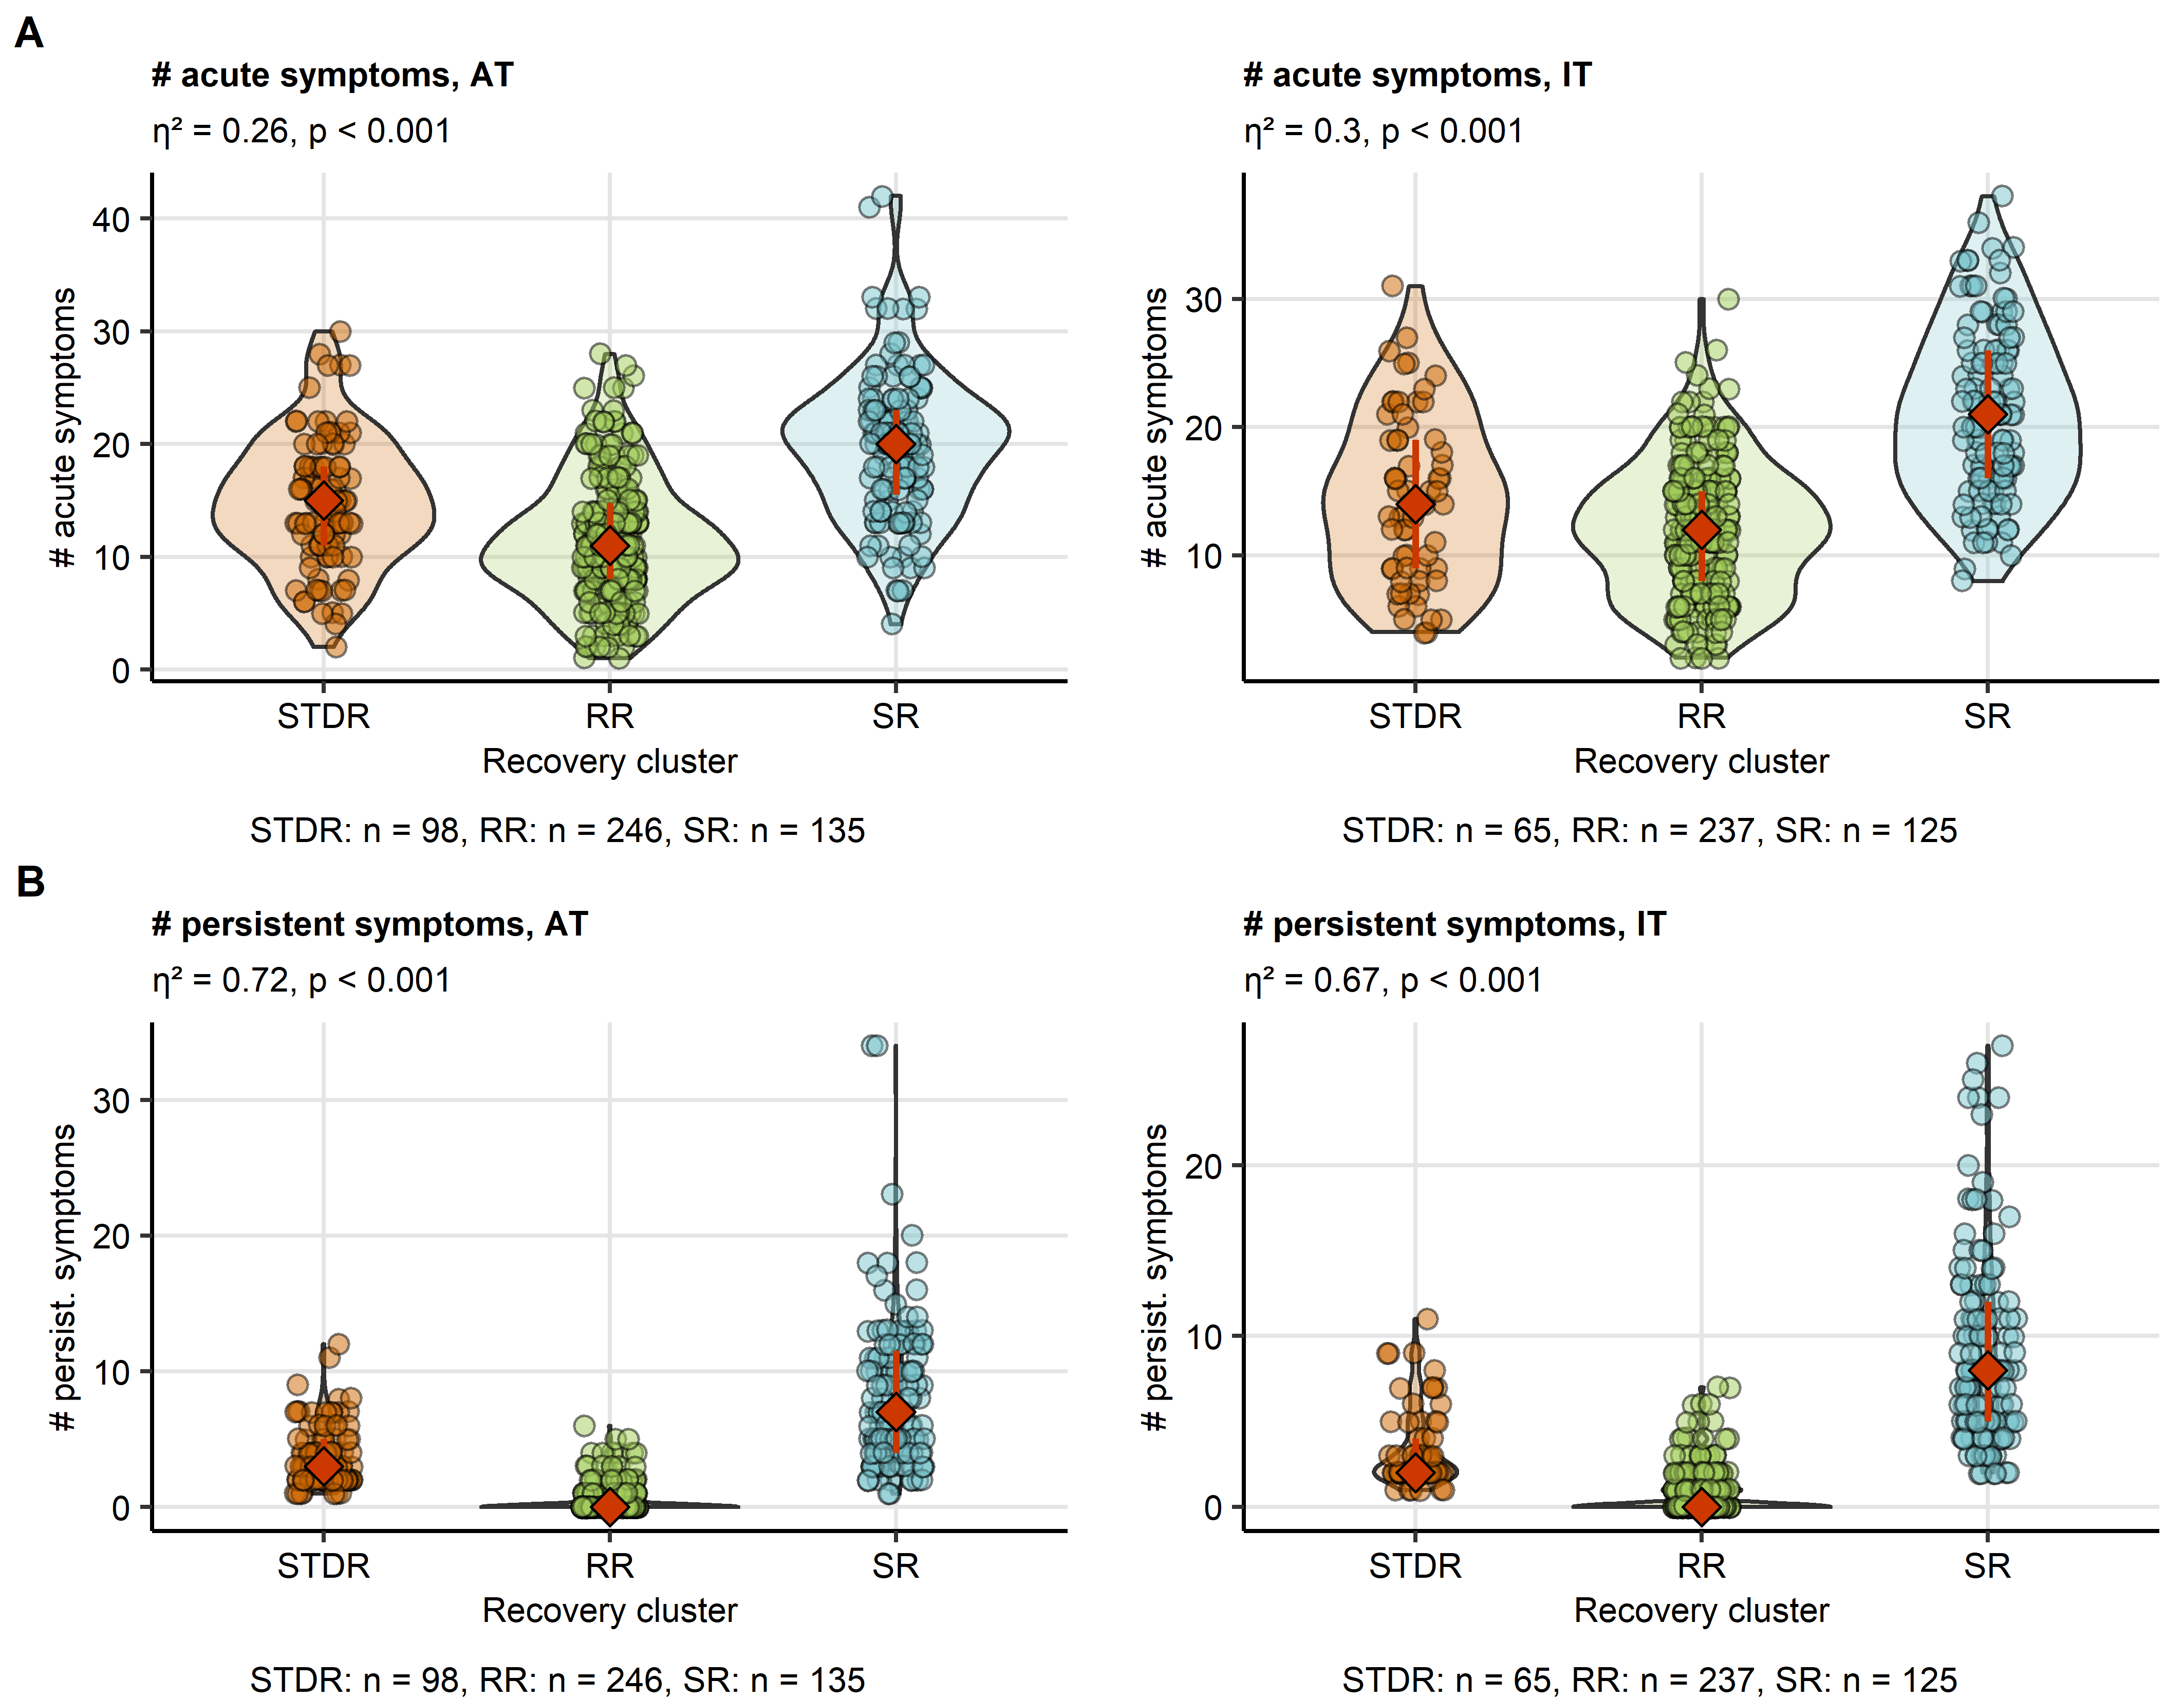 A
# acute symptoms, AT
η² = 0.26, p < 0.001
# acute symptoms
40
30
20
10
0
STDR RR SR
Recovery cluster
STDR: n = 98, RR: n = 246, SR: n = 135
# acute symptoms, IT
η² = 0.3, p < 0.001
# acute symptoms
30
20
10
STDR RR SR
Recovery cluster
STDR: n = 65, RR: n = 237, SR: n = 125
B
# persistent symptoms, AT
η² = 0.72, p < 0.001
# persist. symptoms
30
20
10
0
STDR RR SR
Recovery cluster
STDR: n = 98, RR: n = 246, SR: n = 135
# persistent symptoms, IT
η² = 0.67, p < 0.001
# persist. symptoms
20
10
0
STDR RR SR
Recovery cluster
STDR: n = 65, RR: n = 237, SR: n = 125